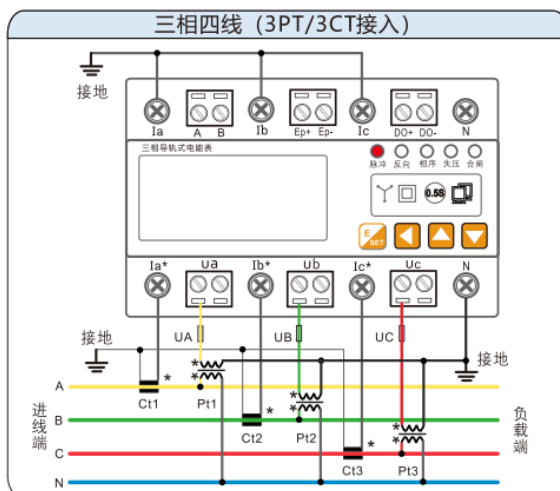 三相四线（3PT/3CT接入）
接地
Ia A B Ib Ep+ Ep- Ic DO+ DO- N
三相导轨式电能表
脉冲 反向 相序 失压 合闸
0.5S
E SET
Ia* Ua Ib* Ub Ic* Uc N
接地 UA UB UC 接地
* * * * * *
* * *
A Ct1 Pt1
进线端 B Ct2 Pt2 负载端
C Ct3 Pt3
N